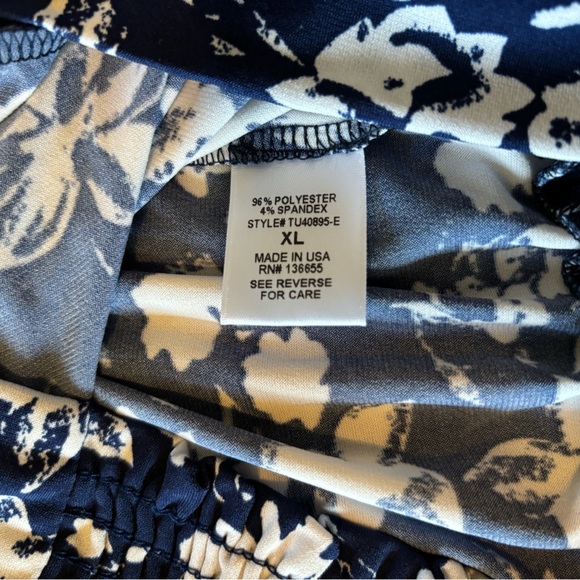 96% POLYESTER
4% SPANDEX
STYLE# TU40895-E
XL
MADE IN USA
RN# 136655
SEE REVERSE
FOR CARE